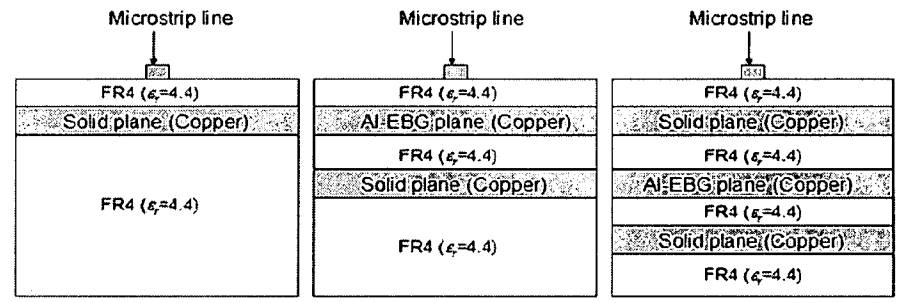 Microstrip line
FR4 (εr=4.4)
Solid plane (Copper)
FR4 (εr=4.4)
Microstrip line
FR4 (εr=4.4)
AI-EBG plane (Copper)
FR4 (εr=4.4)
Solid plane (Copper)
FR4 (εr=4.4)
Microstrip line
FR4 (εr=4.4)
Solid plane (Copper)
FR4 (εr=4.4)
AI-EBG plane (Copper)
FR4 (εr=4.4)
Solid plane (Copper)
FR4 (εr=4.4)